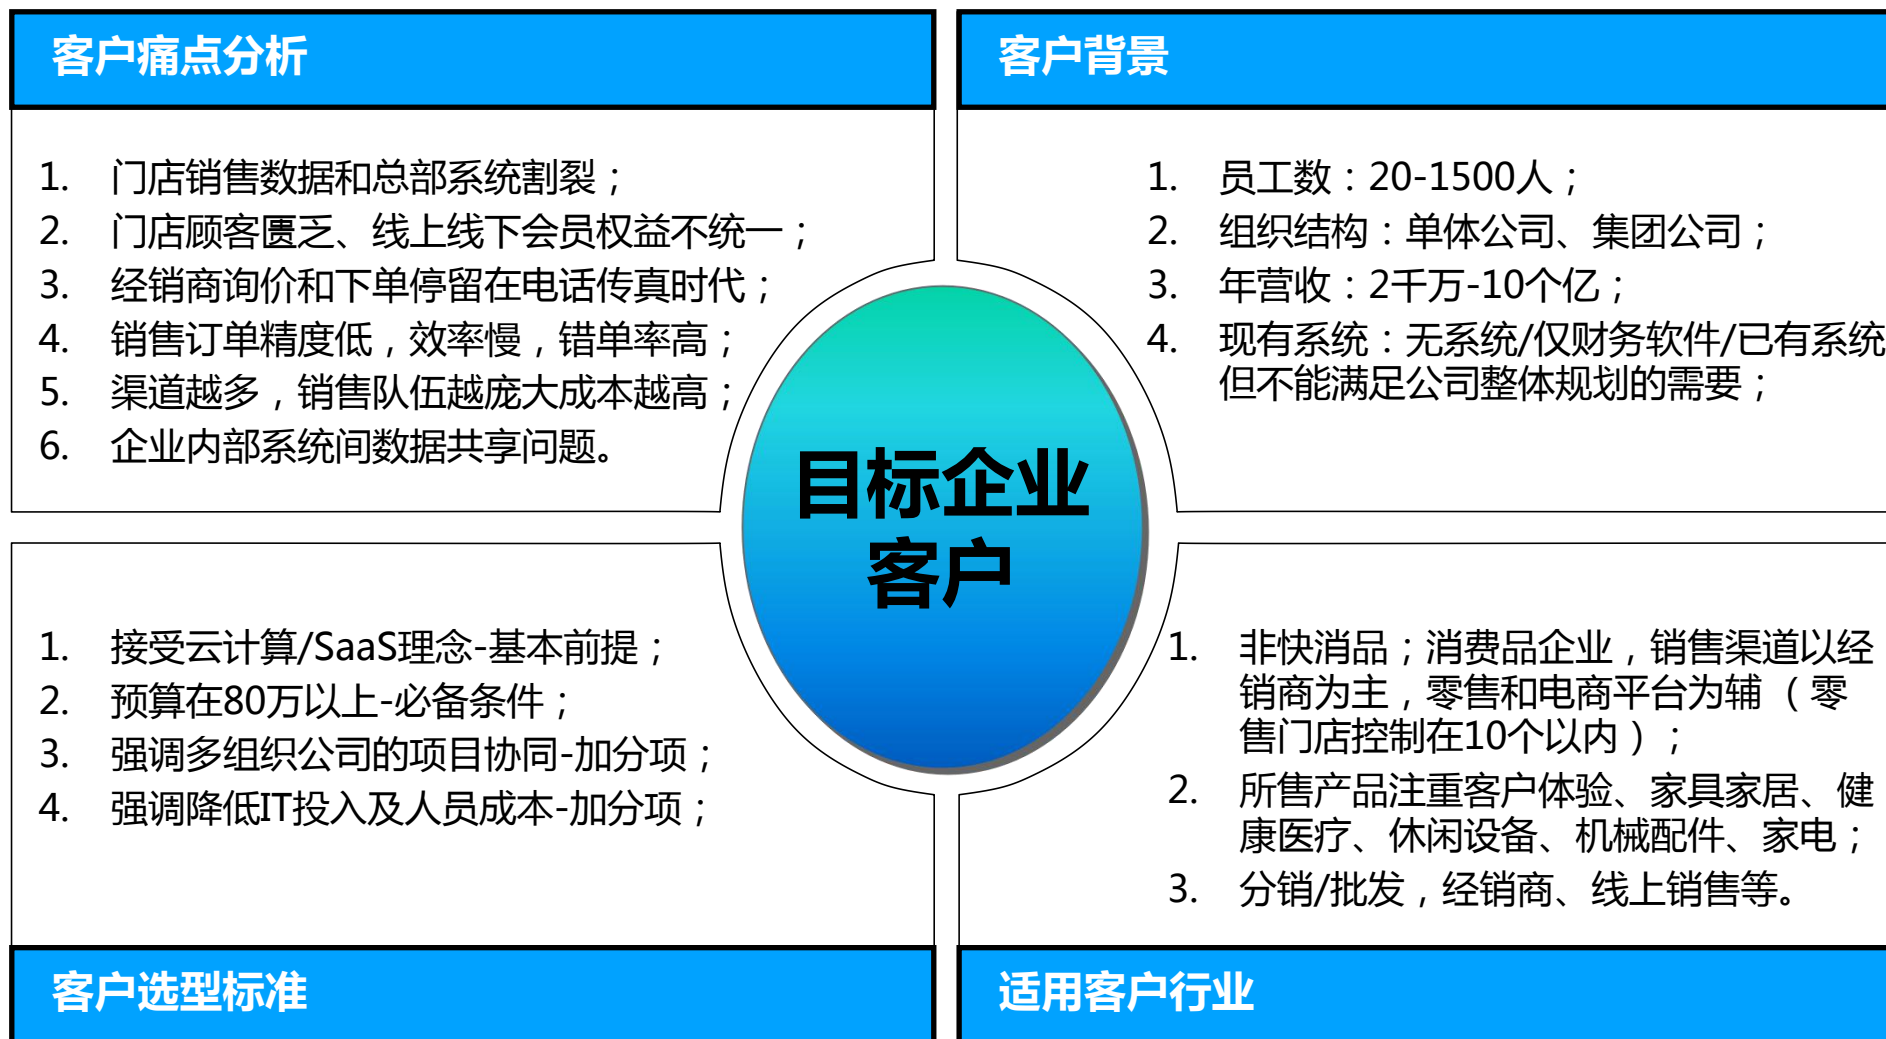 客户痛点分析
1. 门店销售数据和总部系统割裂；
2. 门店顾客匮乏、线上线下会员权益不统一；
3. 经销商询价和下单停留在电话传真时代；
4. 销售订单精度低，效率慢，错单率高；
5. 渠道越多，销售队伍越庞大成本越高；
6. 企业内部系统间数据共享问题。
客户背景
1. 员工数：20-1500人；
2. 组织结构：单体公司、集团公司；
3. 年营收：2千万-10个亿；
4. 现有系统：无系统/仅财务软件/已有系统
但不能满足公司整体规划的需要；
目标企业
客户
1. 接受云计算/SaaS理念-基本前提；
2. 预算在80万以上-必备条件；
3. 强调多组织公司的项目协同-加分项；
4. 强调降低IT投入及人员成本-加分项；
客户选型标准
1. 非快消品；消费品企业，销售渠道以经
销商为主，零售和电商平台为辅（零
售门店控制在10个以内）；
2. 所售产品注重客户体验、家具家居、健
康医疗、休闲设备、机械配件、家电；
3. 分销/批发，经销商、线上销售等。
适用客户行业